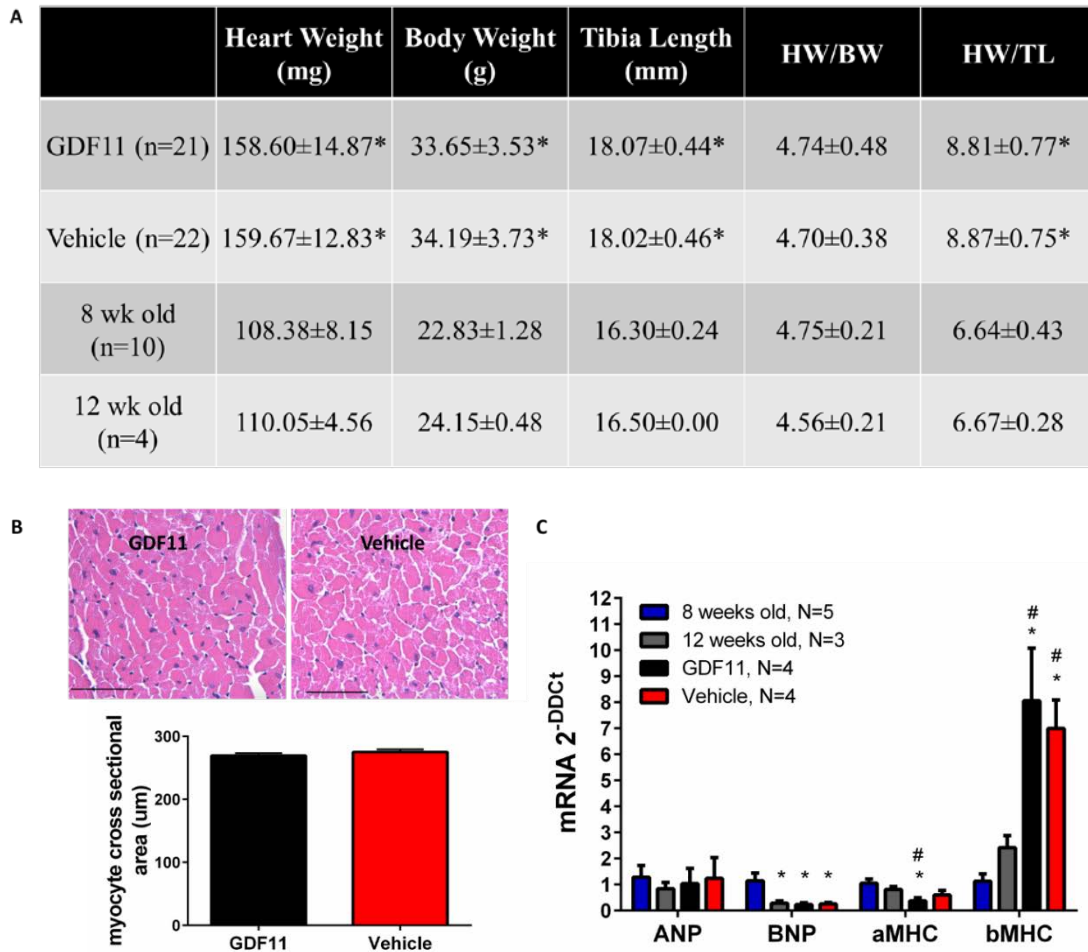 A
Heart Weight (mg) Body Weight (g) Tibia Length (mm) HW/BW HW/TL
GDF11 (n=21) 158.60±14.87* 33.65±3.53* 18.07±0.44* 4.74±0.48 8.81±0.77*
Vehicle (n=22) 159.67±12.83* 34.19±3.73* 18.02±0.46* 4.70±0.38 8.87±0.75*
8 wk old (n=10) 108.38±8.15 22.83±1.28 16.30±0.24 4.75±0.21 6.64±0.43
12 wk old (n=4) 110.05±4.56 24.15±0.48 16.50±0.00 4.56±0.21 6.67±0.28
B
GDF11
Vehicle
myocyte cross sectional
area (um)
300
200
100
0
GDF11 Vehicle
C
mRNA 2^-DDCt
12
11
10
9
8
7
6
5
4
3
2
1
0
8 weeks old, N=5
12 weeks old, N=3
GDF11, N=4
Vehicle, N=4
* * *
#
*
#
*
#
*
ANP BNP aMHC bMHC